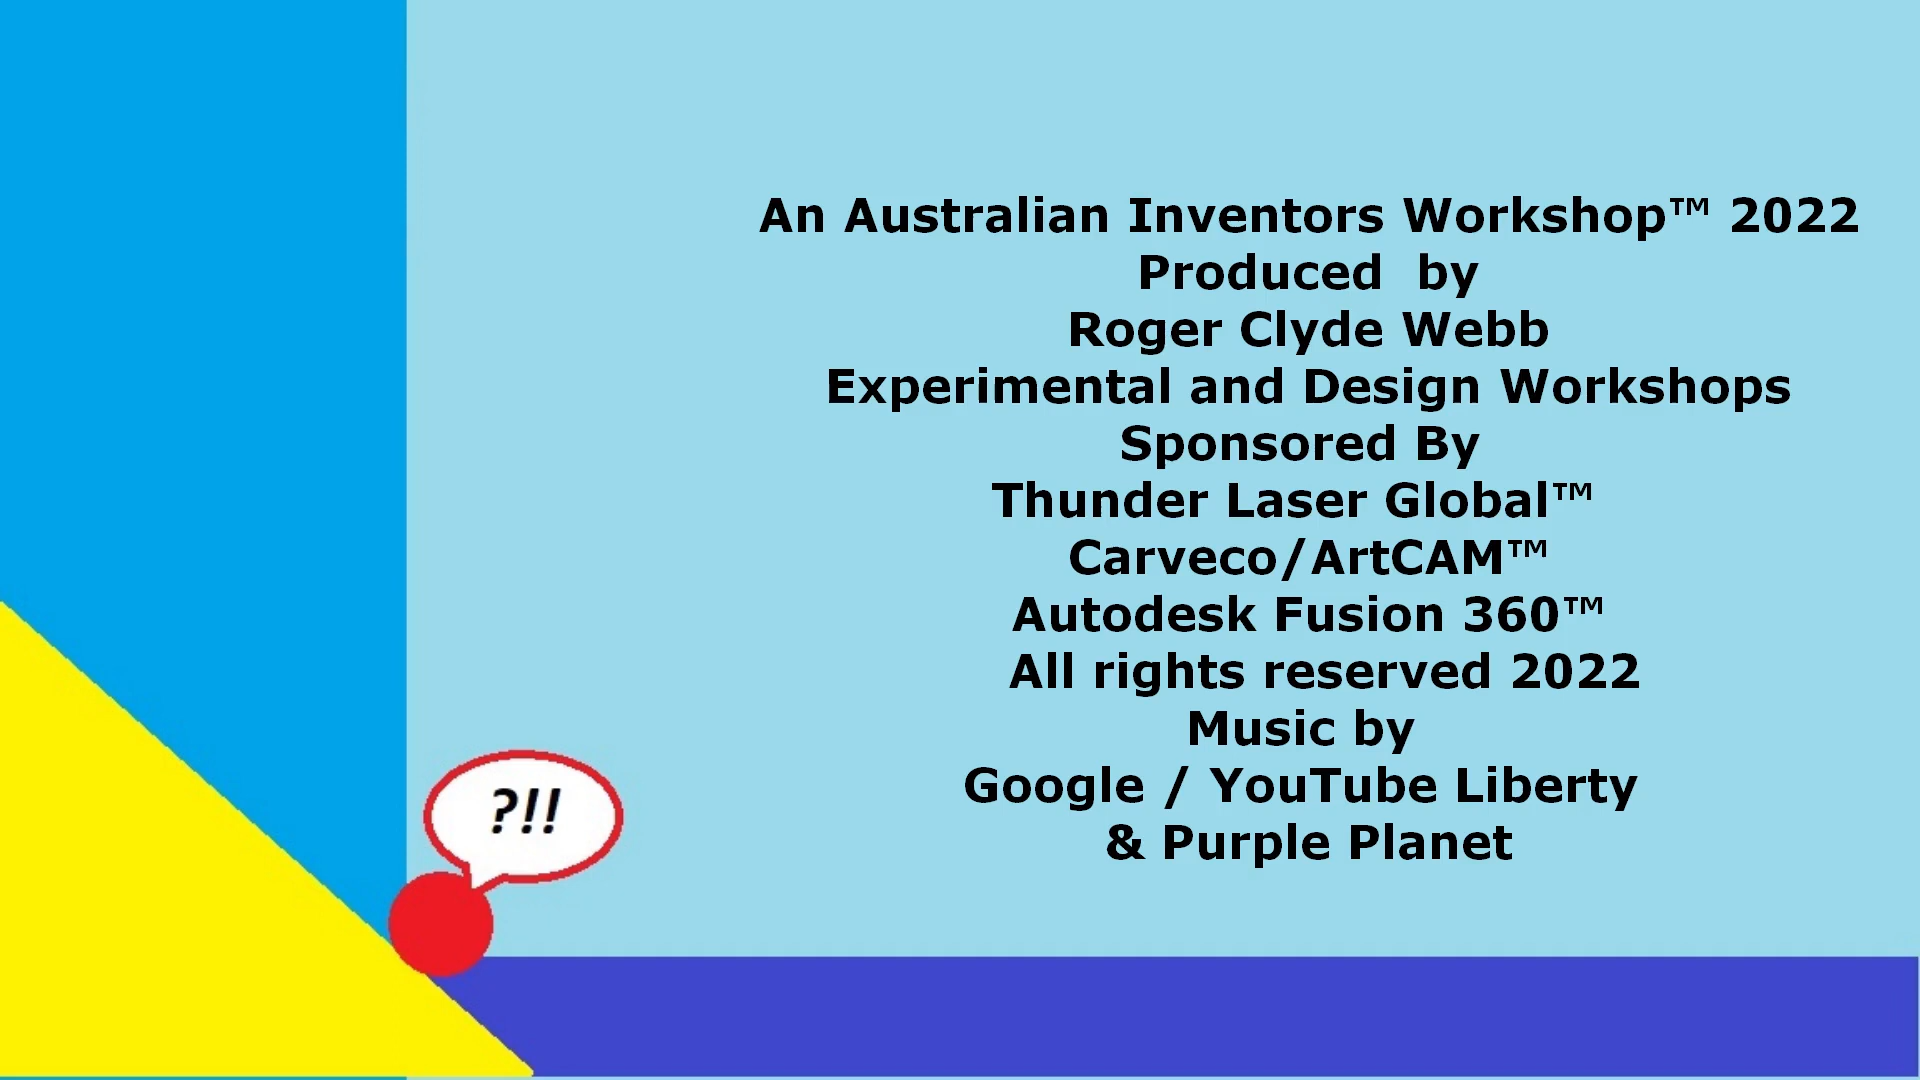 An Australian Inventors Workshop™ 2022
Produced  by
Roger Clyde Webb
Experimental and Design Workshops
Sponsored By
Thunder Laser Global™
Carveco/ArtCAM™
Autodesk Fusion 360™
All rights reserved 2022
Music by
Google / YouTube Liberty
& Purple Planet
?!!